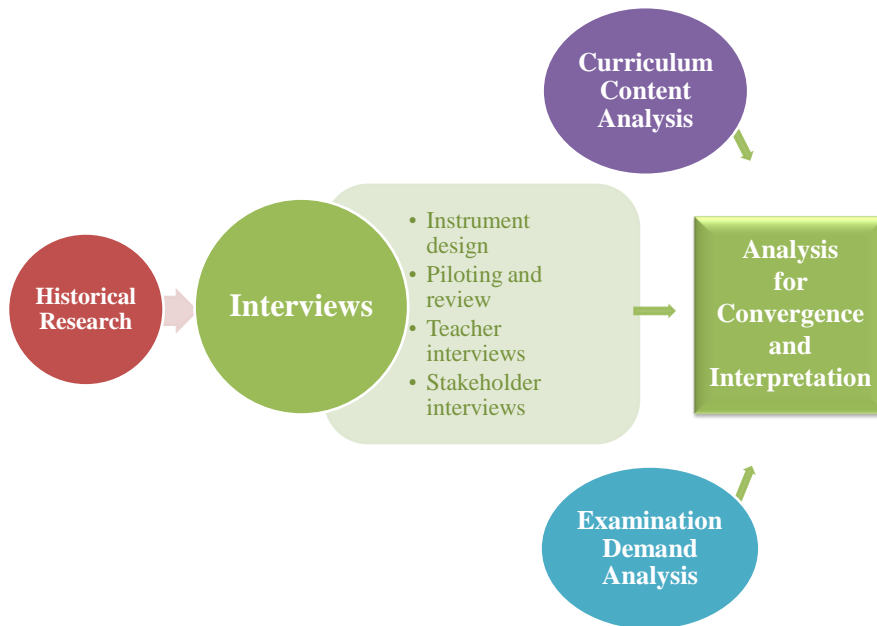 Curriculum
Content
Analysis
Historical
Research
Interviews
• Instrument
design
• Piloting and
review
• Teacher
interviews
• Stakeholder
interviews
Analysis
for
Convergence
and
Interpretation
Examination
Demand
Analysis